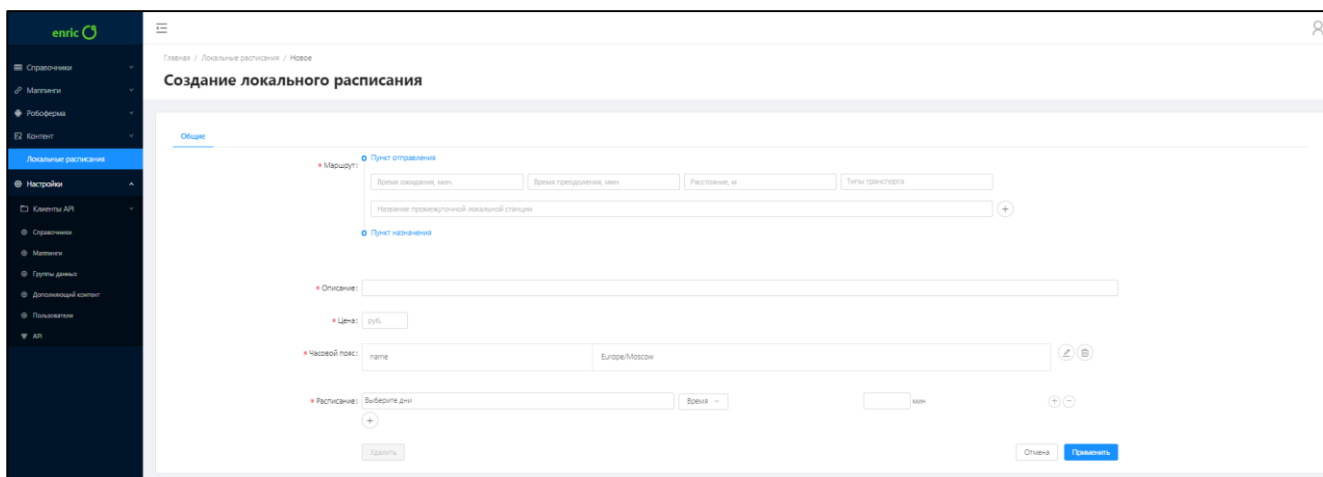 enric
Справочники
Маппинги
Робоферма
Контент
Локальные расписания
Настройки
Клиенты API
Справочники
Маппинги
Группы данных
Дополняющий контент
Пользователи
API
Главная / Локальные расписания / Новое
Создание локального расписания
Общие
* Маршрут:
Пункт отправления
Время ожидания, мин. Время преодоления, мин. Расстояние, м Типы транспорта
Название промежуточной локальной станции
Пункт назначения
* Описание:
* Цена: руб.
* Часовой пояс: name Europe/Moscow
* Расписание: Выберите дни Время мин
Удалить Отмена Применить